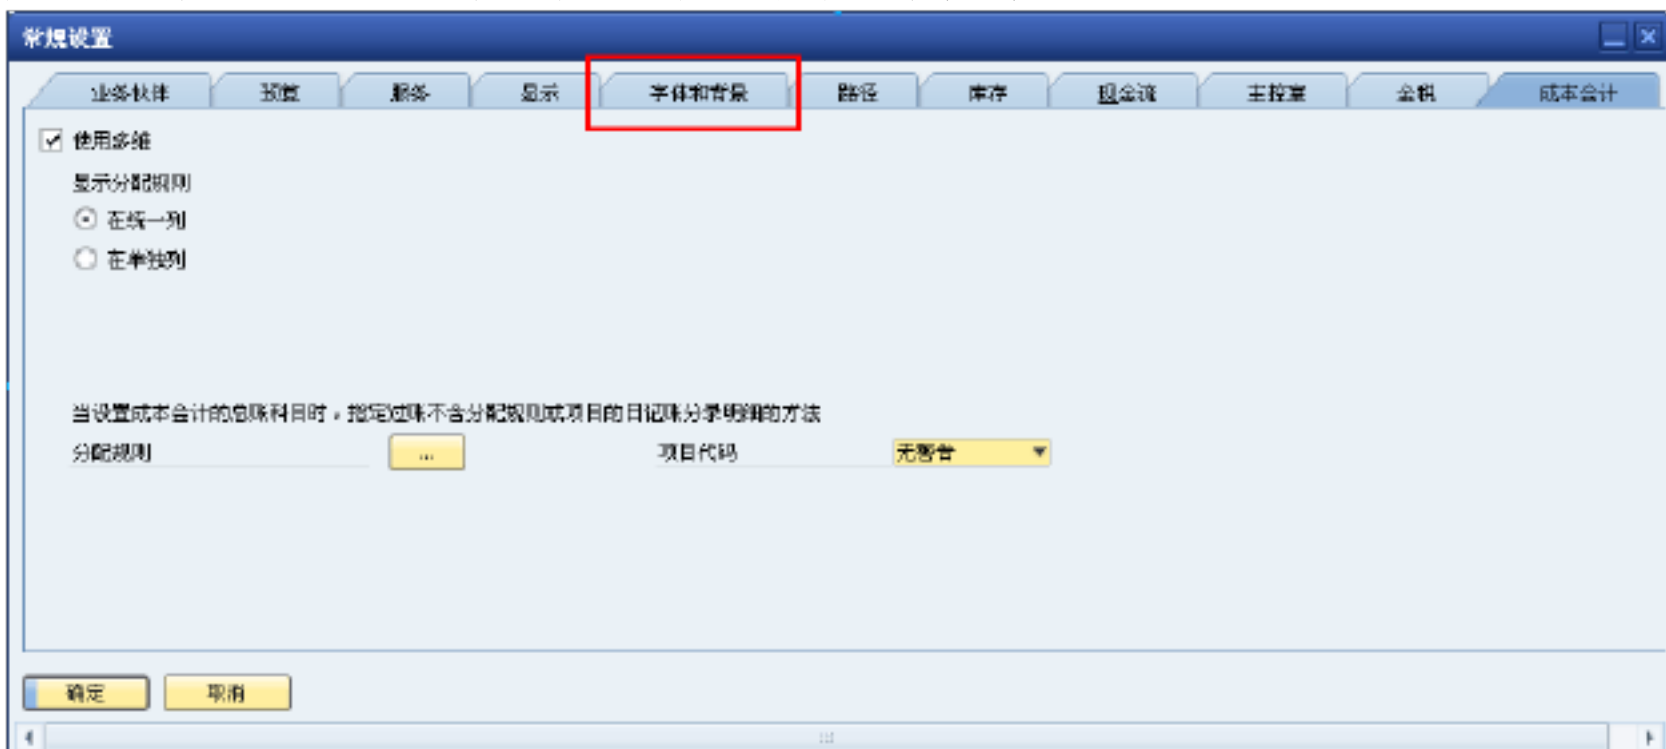 常规设置
业务伙伴 预算 服务 显示 字体和背景 路径 库存 现金流 主控室 金税 成本会计
使用多维
显示分配规则
在统一列
在单独列
当设置成本会计的总账科目时，指定过账不含分配规则或项目的日记账分录明细的方法
分配规则 ... 项目代码 无警告
确定 取消